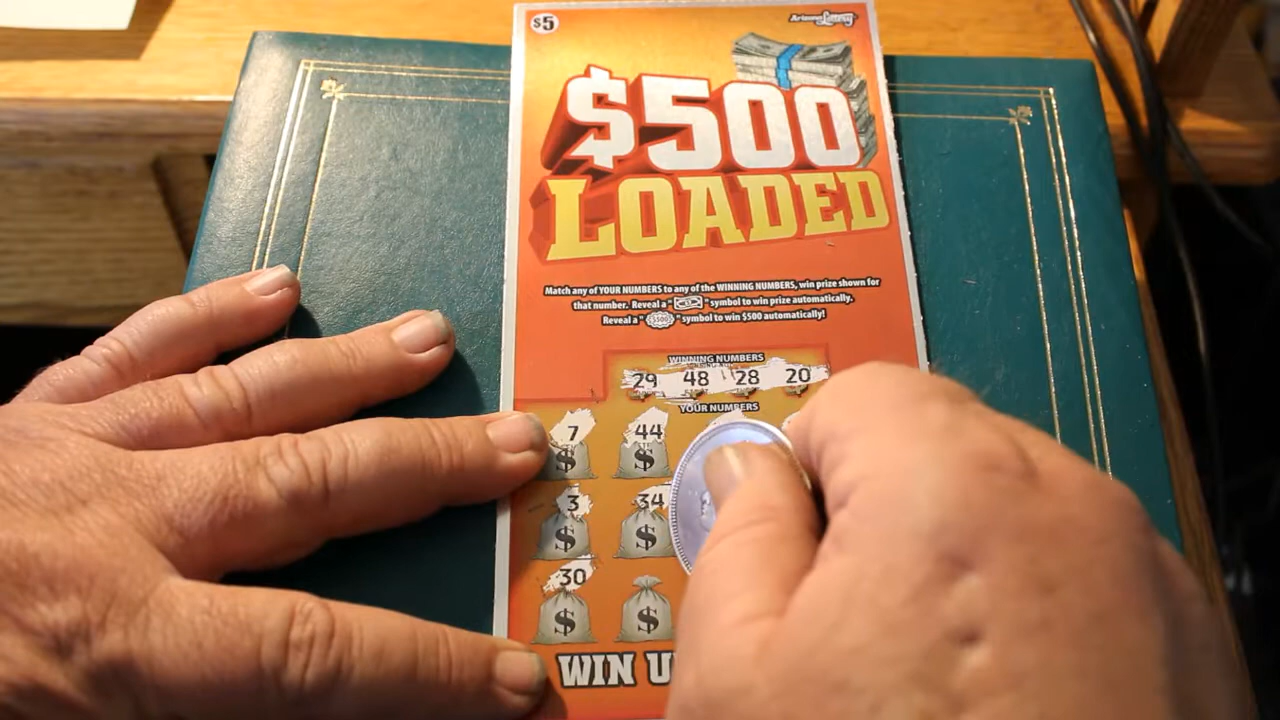 $5
Arizona Lottery
$500
LOADED
Match any of YOUR NUMBERS to any of the WINNING NUMBERS, win prize shown for
that number. Reveal a " " symbol to win prize automatically.
Reveal a " $500 " symbol to win $500 automatically!
WINNING NUMBERS
29 48 28 20
YOUR NUMBERS
7 44
$ $
3 34
$ $
30
$ $
WIN U